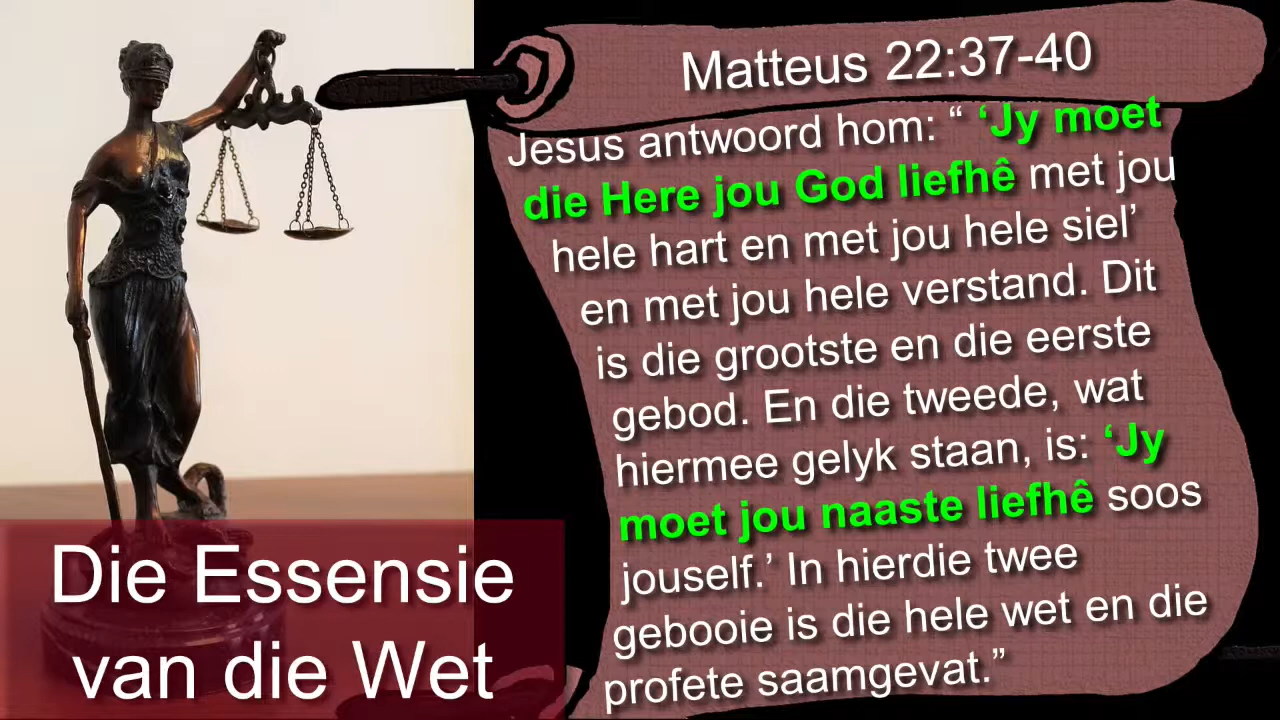 Matteus 22:37-40
Jesus antwoord hom: “ ‘Jy moet
die Here jou God liefhê met jou
hele hart en met jou hele siel’
en met jou hele verstand. Dit
is die grootste en die eerste
gebod. En die tweede, wat
hiermee gelyk staan, is: ‘Jy
moet jou naaste liefhê soos
jouself.’ In hierdie twee
gebooie is die hele wet en die
profete saamgevat.”
Die Essensie
van die Wet